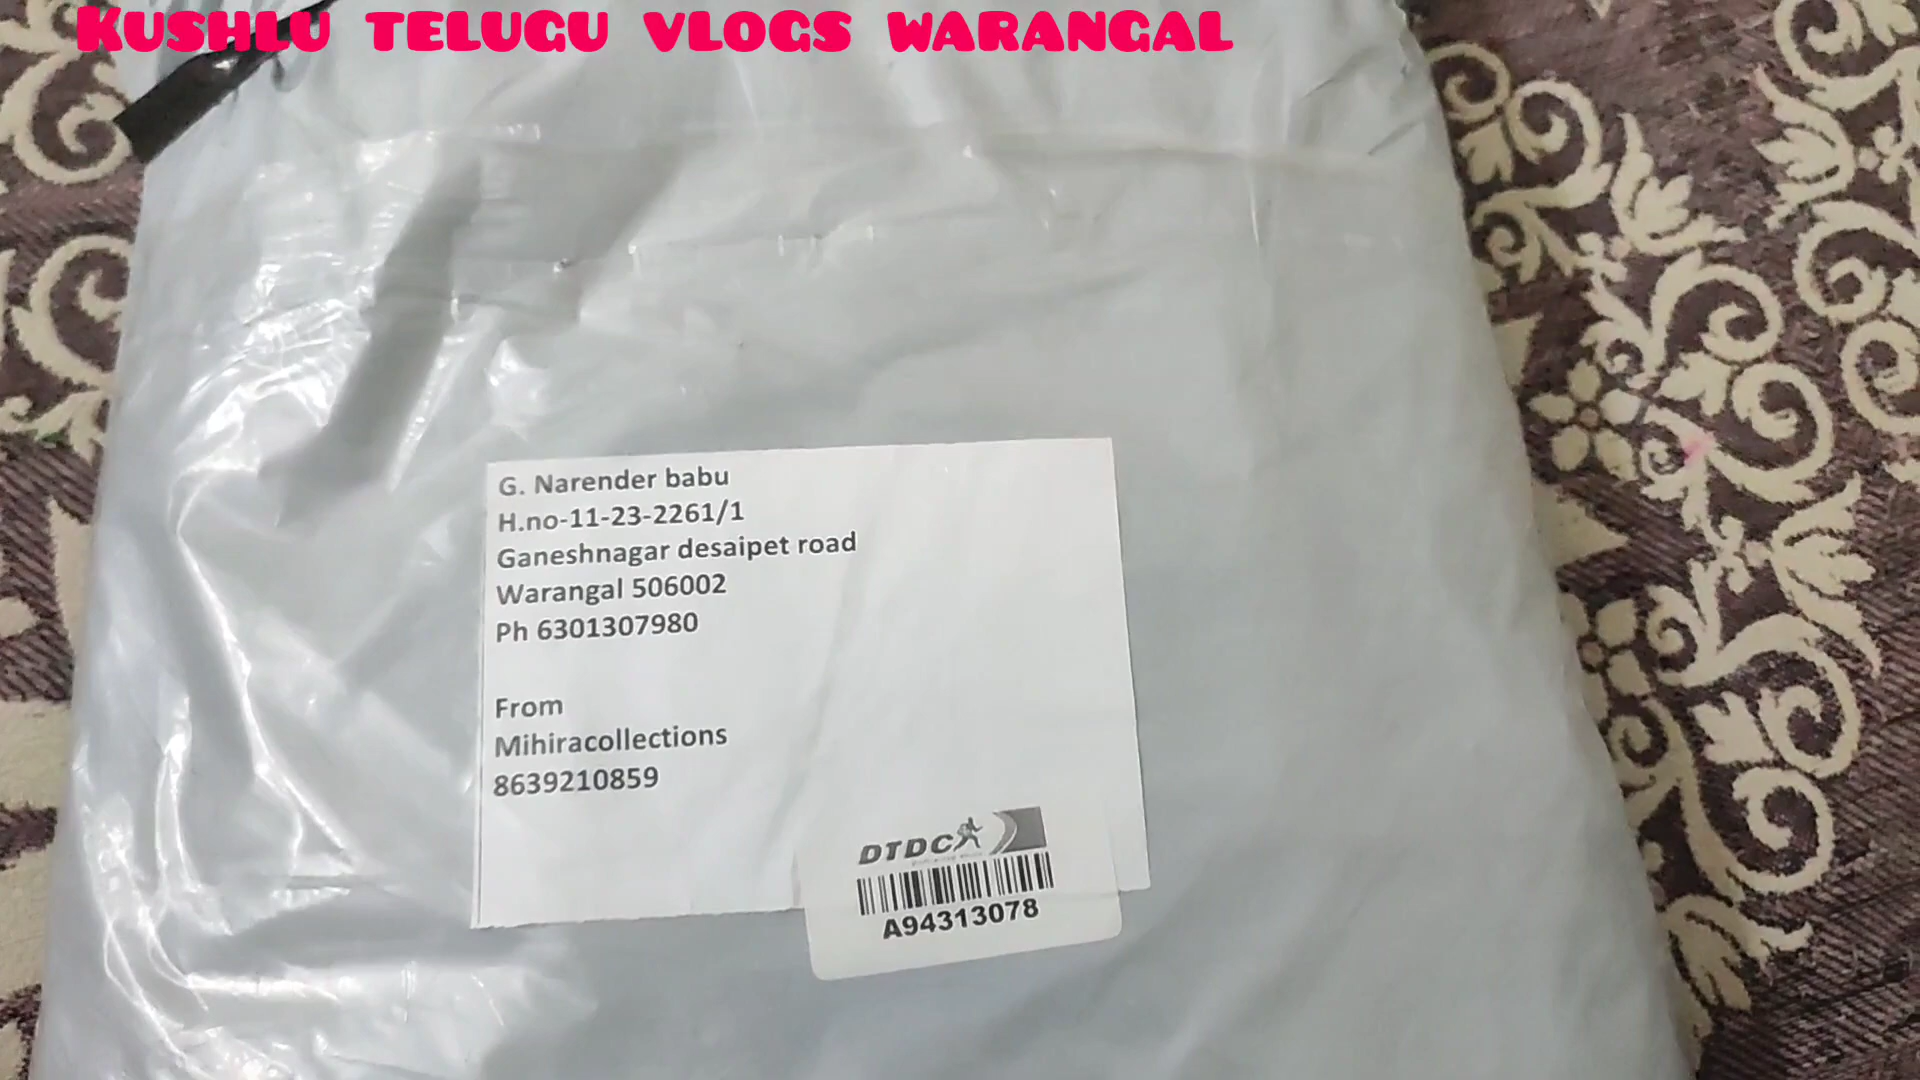 KUSHLU TELUGU VLOGS WARANGAL
G. Narender babu
H.no-11-23-2261/1
Ganeshnagar desaipet road
Warangal 506002
Ph 6301307980
From
Mihiracollections
8639210859
DTDC
A94313078